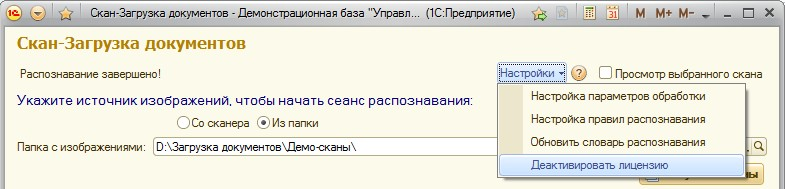 Скан-Загрузка документов - Демонстрационная база "Управл... (1С:Предприятие)
M M+ M-
Скан-Загрузка документов
Распознавание завершено!
Настройки
?
Просмотр выбранного скана
Укажите источник изображений, чтобы начать сеанс распознавания:
Со сканера
Из папки
Папка с изображениями:
D:\Загрузка документов\Демо-сканы\
Настройка параметров обработки
Настройка правил распознавания
Обновить словарь распознавания
Деактивировать лицензию